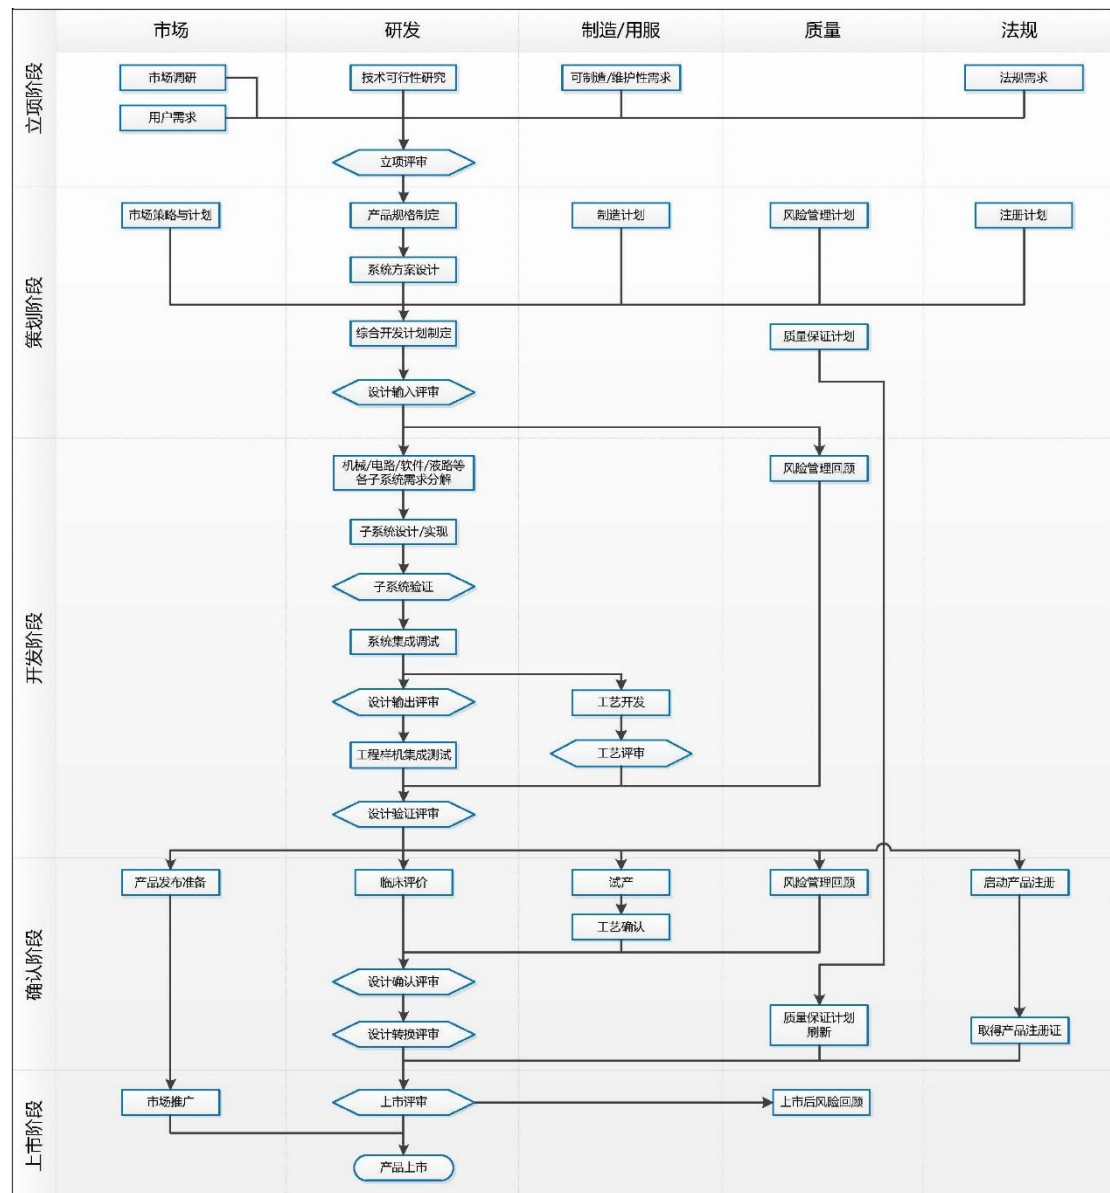 市场
研发
制造/用服
质量
法规
立项阶段
市场调研
技术可行性研究
可制造/维护性需求
法规需求
用户需求
立项评审
策划阶段
市场策略与计划
产品规格制定
制造计划
风险管理计划
注册计划
系统方案设计
综合开发计划制定
质量保证计划
设计输入评审
开发阶段
机械/电路/软件/液路等
各子系统需求分解
风险管理回顾
子系统设计/实现
子系统验证
系统集成调试
设计输出评审
工艺开发
工程样机集成测试
工艺评审
设计验证评审
确认阶段
产品发布准备
临床评价
试产
风险管理回顾
启动产品注册
工艺确认
设计确认评审
设计转换评审
质量保证计划
刷新
取得产品注册证
上市阶段
市场推广
上市评审
上市后风险回顾
产品上市